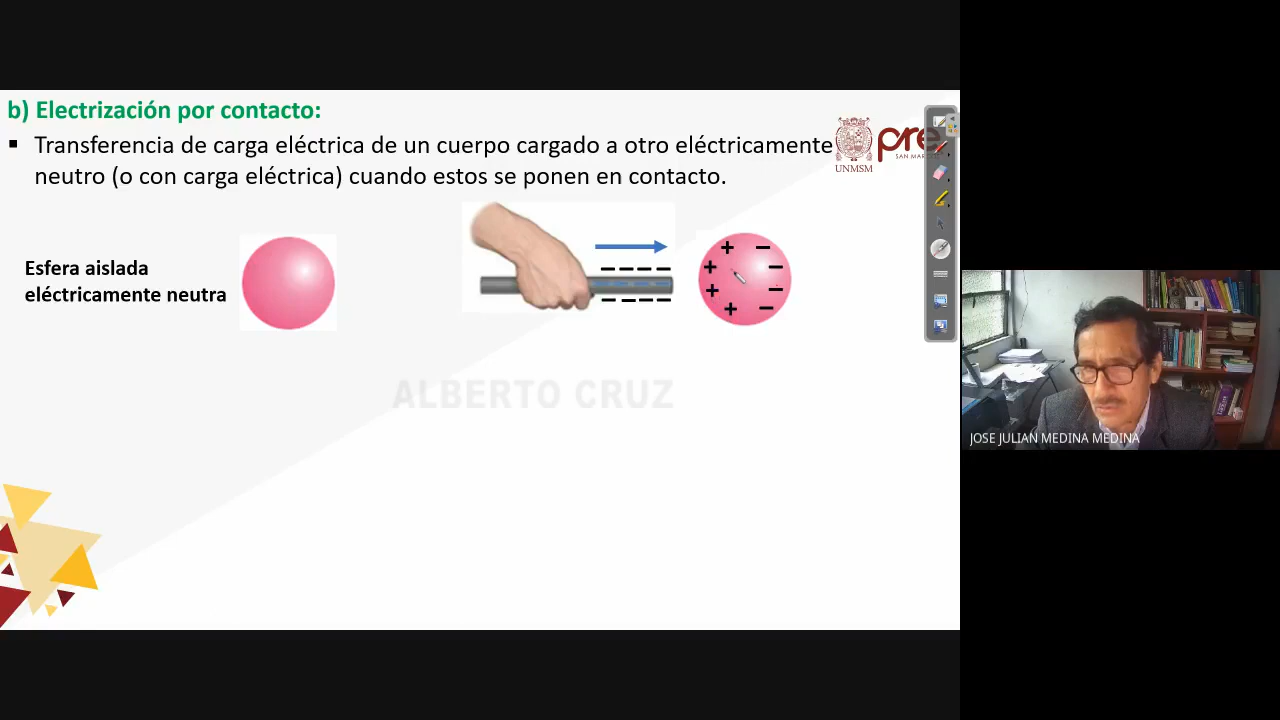 b) Electrización por contacto:
▪ Transferencia de carga eléctrica de un cuerpo cargado a otro eléctricamente
neutro (o con carga eléctrica) cuando estos se ponen en contacto.
UNMSM
pre
Esfera aislada
eléctricamente neutra
ALBERTO CRUZ
JOSE JULIAN MEDINA MEDINA